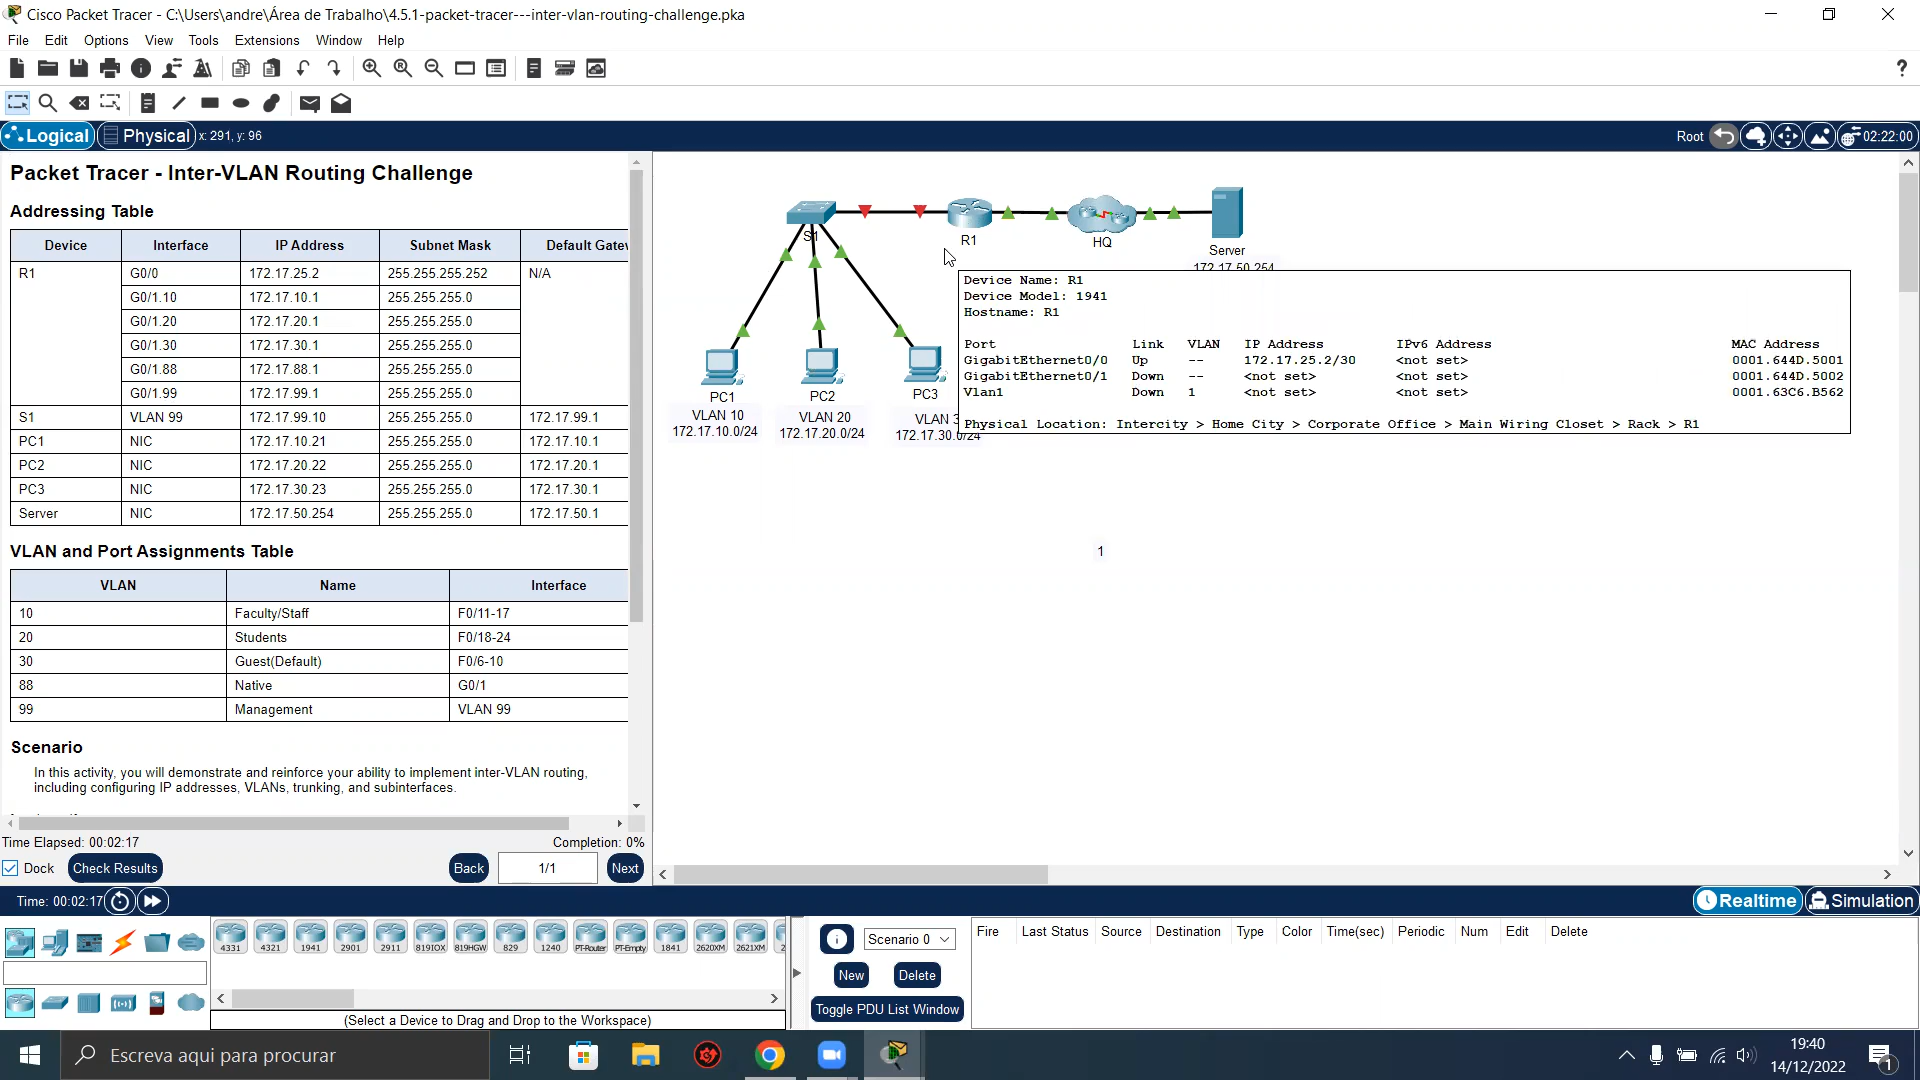 Cisco Packet Tracer - C:\Users\andre\Área de Trabalho\4.5.1-packet-tracer---inter-vlan-routing-challenge.pka
File Edit Options View Tools Extensions Window Help
?
Logical Physical x: 291, y: 96
Root 02:22:00
Packet Tracer - Inter-VLAN Routing Challenge
Addressing Table
Device Interface IP Address Subnet Mask Default Gatew
R1 G0/0 172.17.25.2 255.255.255.252 N/A
G0/1.10 172.17.10.1 255.255.255.0
G0/1.20 172.17.20.1 255.255.255.0
G0/1.30 172.17.30.1 255.255.255.0
G0/1.88 172.17.88.1 255.255.255.0
G0/1.99 172.17.99.1 255.255.255.0
S1 VLAN 99 172.17.99.10 255.255.255.0 172.17.99.1
PC1 NIC 172.17.10.21 255.255.255.0 172.17.10.1
PC2 NIC 172.17.20.22 255.255.255.0 172.17.20.1
PC3 NIC 172.17.30.23 255.255.255.0 172.17.30.1
Server NIC 172.17.50.254 255.255.255.0 172.17.50.1
VLAN and Port Assignments Table
VLAN Name Interface
10 Faculty/Staff F0/11-17
20 Students F0/18-24
30 Guest(Default) F0/6-10
88 Native G0/1
99 Management VLAN 99
Scenario
In this activity, you will demonstrate and reinforce your ability to implement inter-VLAN routing,
including configuring IP addresses, VLANs, trunking, and subinterfaces.
Time Elapsed: 00:02:17 Completion: 0%
Dock Check Results Back 1/1 Next
S1
R1
HQ
Server
172.17.50.254
PC1
VLAN 10
172.17.10.0/24
PC2
VLAN 20
172.17.20.0/24
PC3
VLAN 3
172.17.30.0/24
Device Name: R1
Device Model: 1941
Hostname: R1
Port Link VLAN IP Address IPv6 Address MAC Address
GigabitEthernet0/0 Up -- 172.17.25.2/30 <not set> 0001.644D.5001
GigabitEthernet0/1 Down -- <not set> <not set> 0001.644D.5002
Vlan1 Down 1 <not set> <not set> 0001.63C6.B562
Physical Location: Intercity > Home City > Corporate Office > Main Wiring Closet > Rack > R1
1
Time: 00:02:17
Realtime Simulation
4331 4321 1941 2901 2911 819IOX 819HGW 829 1240 PT-Router PT-Empty 1841 2620XM 2621XM 2
(Select a Device to Drag and Drop to the Workspace)
Scenario 0
New Delete
Toggle PDU List Window
Fire Last Status Source Destination Type Color Time(sec) Periodic Num Edit Delete
Escreva aqui para procurar
19:40
14/12/2022
1